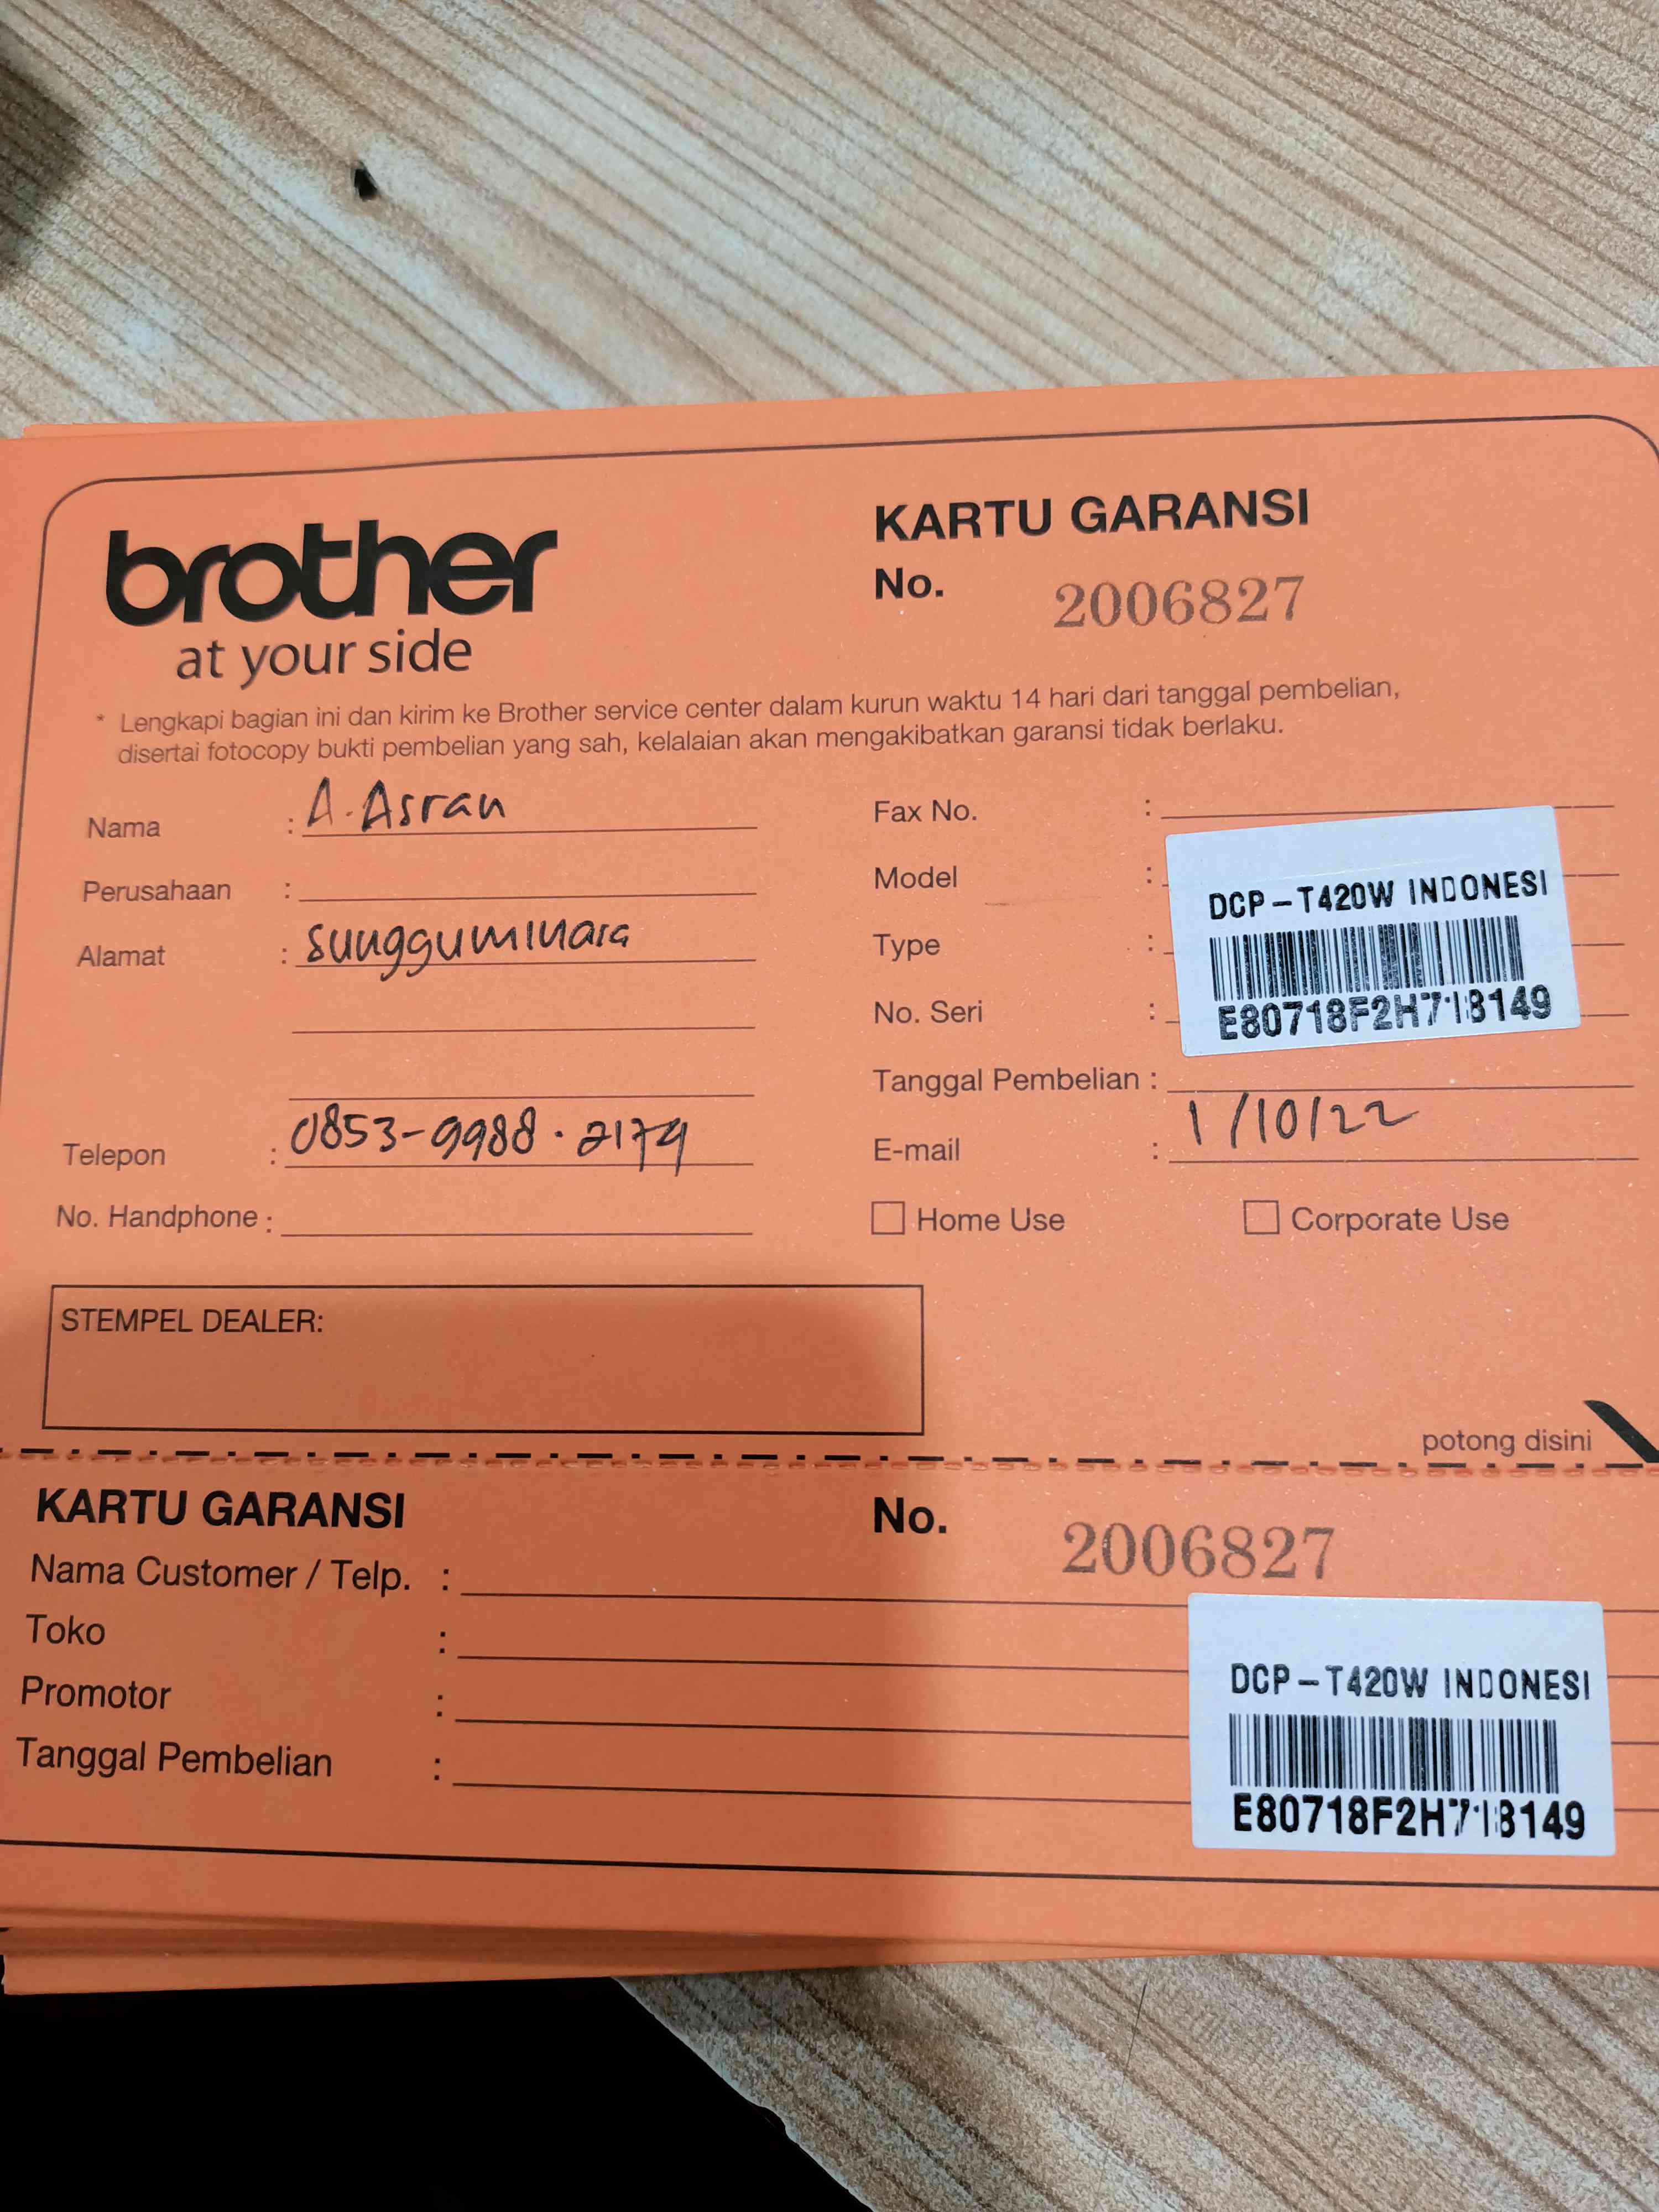 brother
at your side
KARTU GARANSI
No. 2006827
* Lengkapi bagian ini dan kirim ke Brother service center dalam kurun waktu 14 hari dari tanggal pembelian,
disertai fotocopy bukti pembelian yang sah, kelalaian akan mengakibatkan garansi tidak berlaku.
Nama : A. Asran
Perusahaan :
Alamat : Sungguminasa
Telepon : 0853-9988.2179
No. Handphone :
Fax No. :
Model :
Type :
No. Seri :
DCP-T420W INDONESI
E80718F2H718149
Tanggal Pembelian :
1/10/22
E-mail :
Home Use Corporate Use
STEMPEL DEALER:
potong disini
KARTU GARANSI No. 2006827
Nama Customer / Telp. :
Toko :
Promotor :
Tanggal Pembelian :
DCP-T420W INDONESI
E80718F2H718149